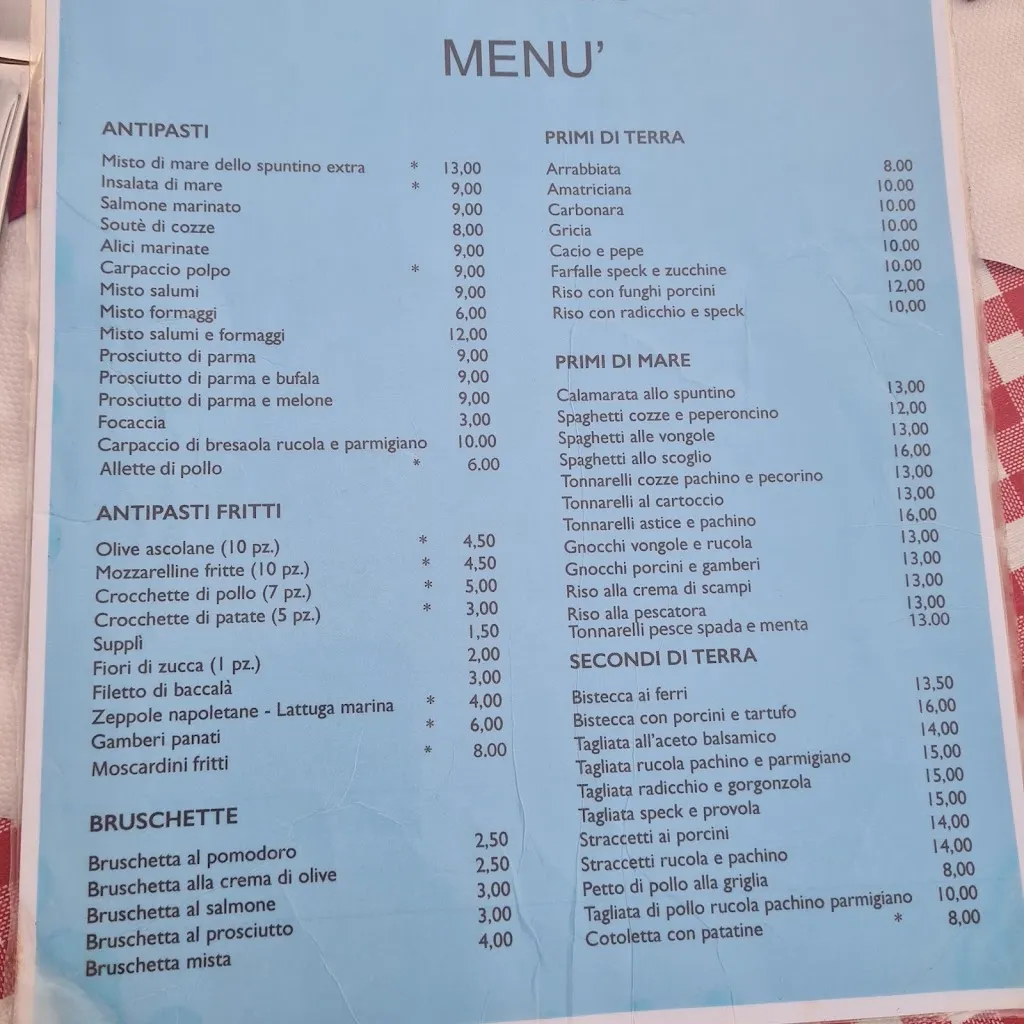 MENU'
ANTIPASTI
Misto di mare dello spuntino extra * 13,00
Insalata di mare * 9,00
Salmone marinato 9,00
Soutè di cozze 8,00
Alici marinate 9,00
Carpaccio polpo * 9,00
Misto salumi 9,00
Misto formaggi 6,00
Misto salumi e formaggi 12,00
Prosciutto di parma 9,00
Prosciutto di parma e bufala 9,00
Prosciutto di parma e melone 9,00
Focaccia 3,00
Carpaccio di bresaola rucola e parmigiano 10.00
Allette di pollo * 6,00
ANTIPASTI FRITTI
Olive ascolane (10 pz.) * 4,50
Mozzarelline fritte (10 pz.) * 4,50
Crocchette di pollo (7 pz.) * 5,00
Crocchette di patate (5 pz.) * 3,00
Supplì 1,50
Fiori di zucca (1 pz.) 2,00
Filetto di baccalà 3,00
Zeppole napoletane - Lattuga marina * 4,00
Gamberi panati * 6,00
Moscardini fritti * 8.00
BRUSCHETTE
Bruschetta al pomodoro 2,50
Bruschetta alla crema di olive 2,50
Bruschetta al salmone 3,00
Bruschetta al prosciutto 3,00
Bruschetta mista 4,00
PRIMI DI TERRA
Arrabbiata 8.00
Amatriciana 10.00
Carbonara 10.00
Gricia 10.00
Cacio e pepe 10.00
Farfalle speck e zucchine 10.00
Riso con funghi porcini 12,00
Riso con radicchio e speck 10,00
PRIMI DI MARE
Calamarata allo spuntino 13,00
Spaghetti cozze e peperoncino 12,00
Spaghetti alle vongole 13,00
Spaghetti allo scoglio 16,00
Tonnarelli cozze pachino e pecorino 13,00
Tonnarelli al cartoccio 13,00
Tonnarelli astice e pachino 16,00
Gnocchi vongole e rucola 13,00
Gnocchi porcini e gamberi 13,00
Riso alla crema di scampi 13,00
Riso alla pescatora 13,00
Tonnarelli pesce spada e menta 13.00
SECONDI DI TERRA
Bistecca ai ferri 13,50
Bistecca con porcini e tartufo 16,00
Tagliata all'aceto balsamico 14,00
Tagliata rucola pachino e parmigiano 15,00
Tagliata radicchio e gorgonzola 15,00
Tagliata speck e provola 15,00
Straccetti ai porcini 14,00
Straccetti rucola e pachino 14,00
Petto di pollo alla griglia 8,00
Tagliata di pollo rucola pachino parmigiano 10,00
Cotoletta con patatine * 8,00